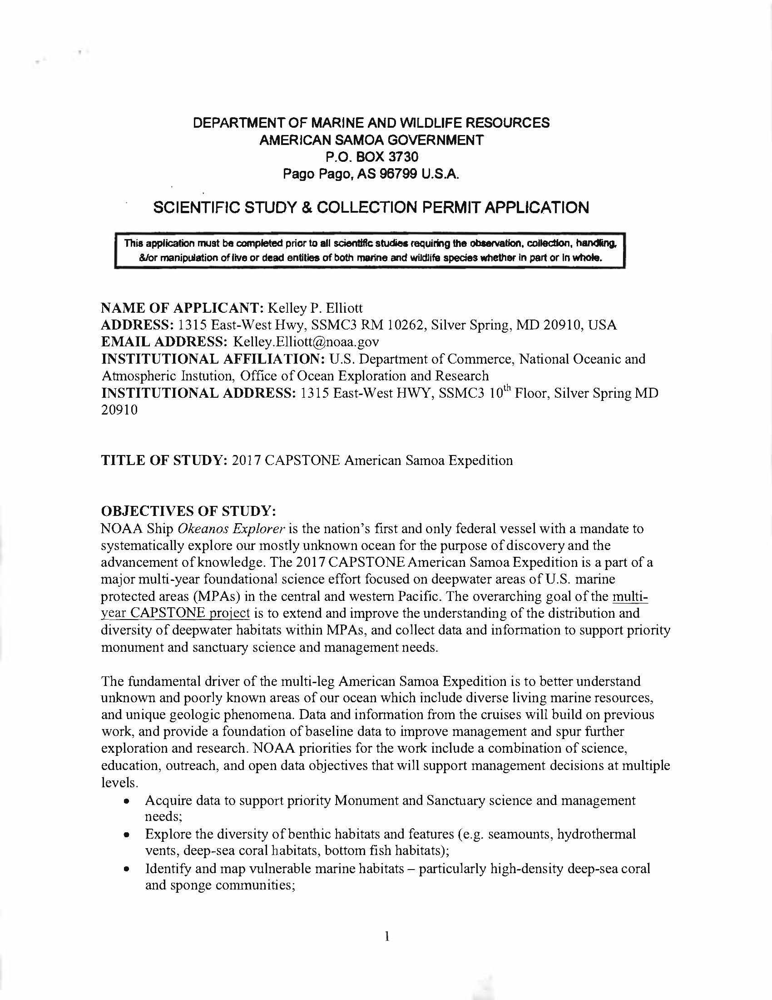 DEPARTMENT OF MARINE AND WILDLIFE RESOURCES
AMERICAN SAMOA GOVERNMENT
P.O. BOX 3730
Pago Pago, AS 96799 U.S.A.
SCIENTIFIC STUDY & COLLECTION PERMIT APPLICATION
This application must be completed prior to all scientific studies requiring the observation, collection, handling,
&/or manipulation of live or dead entities of both marine and wildlife species whether in part or in whole.
NAME OF APPLICANT: Kelley P. Elliott
ADDRESS: 1315 East-West Hwy, SSMC3 RM 10262, Silver Spring, MD 20910, USA
EMAIL ADDRESS: Kelley.Elliott@noaa.gov
INSTITUTIONAL AFFILIATION: U.S. Department of Commerce, National Oceanic and
Atmospheric Instution, Office of Ocean Exploration and Research
INSTITUTIONAL ADDRESS: 1315 East-West HWY, SSMC3 10th Floor, Silver Spring MD
20910
TITLE OF STUDY: 2017 CAPSTONE American Samoa Expedition
OBJECTIVES OF STUDY:
NOAA Ship Okeanos Explorer is the nation's first and only federal vessel with a mandate to
systematically explore our mostly unknown ocean for the purpose of discovery and the
advancement of knowledge. The 2017 CAPSTONE American Samoa Expedition is a part of a
major multi-year foundational science effort focused on deepwater areas of U.S. marine
protected areas (MPAs) in the central and western Pacific. The overarching goal of the multi-
year CAPSTONE project is to extend and improve the understanding of the distribution and
diversity of deepwater habitats within MPAs, and collect data and information to support priority
monument and sanctuary science and management needs.
The fundamental driver of the multi-leg American Samoa Expedition is to better understand
unknown and poorly known areas of our ocean which include diverse living marine resources,
and unique geologic phenomena. Data and information from the cruises will build on previous
work, and provide a foundation of baseline data to improve management and spur further
exploration and research. NOAA priorities for the work include a combination of science,
education, outreach, and open data objectives that will support management decisions at multiple
levels.
• Acquire data to support priority Monument and Sanctuary science and management
needs;
• Explore the diversity of benthic habitats and features (e.g. seamounts, hydrothermal
vents, deep-sea coral habitats, bottom fish habitats);
• Identify and map vulnerable marine habitats – particularly high-density deep-sea coral
and sponge communities;
1